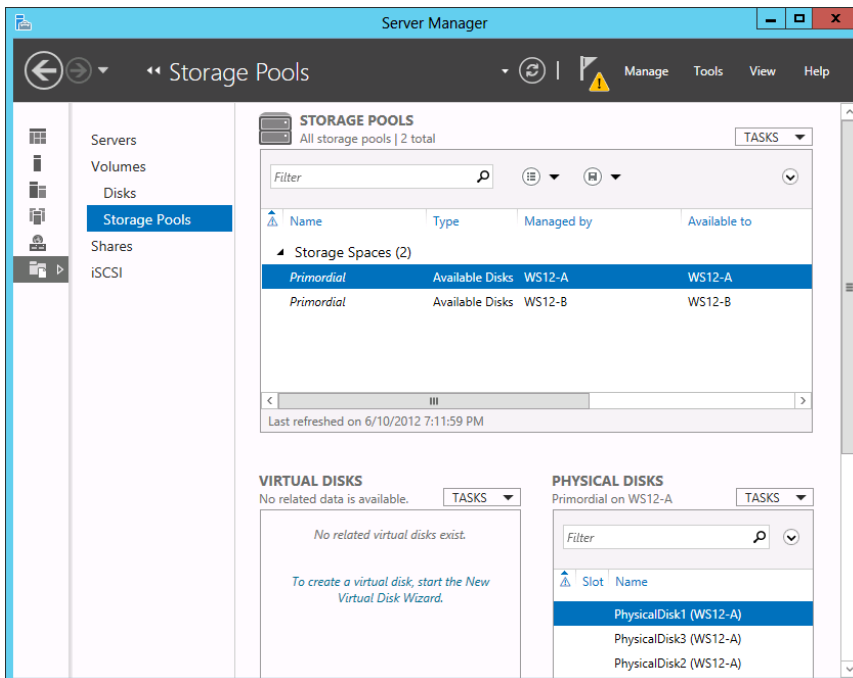 Server Manager
Storage Pools
Manage Tools View Help
Servers
Volumes
Disks
Storage Pools
Shares
iSCSI
STORAGE POOLS
All storage pools | 2 total
TASKS
Filter
Name Type Managed by Available to
Storage Spaces (2)
Primordial Available Disks WS12-A WS12-A
Primordial Available Disks WS12-B WS12-B
Last refreshed on 6/10/2012 7:11:59 PM
VIRTUAL DISKS
No related data is available.
TASKS
No related virtual disks exist.
To create a virtual disk, start the New
Virtual Disk Wizard.
PHYSICAL DISKS
Primordial on WS12-A
TASKS
Filter
Slot Name
PhysicalDisk1 (WS12-A)
PhysicalDisk3 (WS12-A)
PhysicalDisk2 (WS12-A)